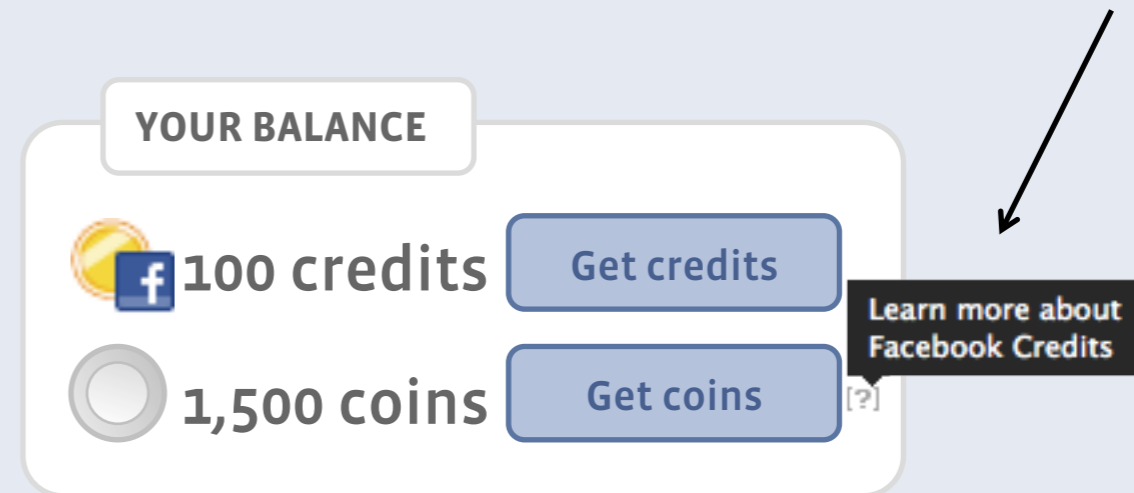 YOUR BALANCE
f
100 credits
Get credits
Learn more about
Facebook Credits
1,500 coins
Get coins
[?]